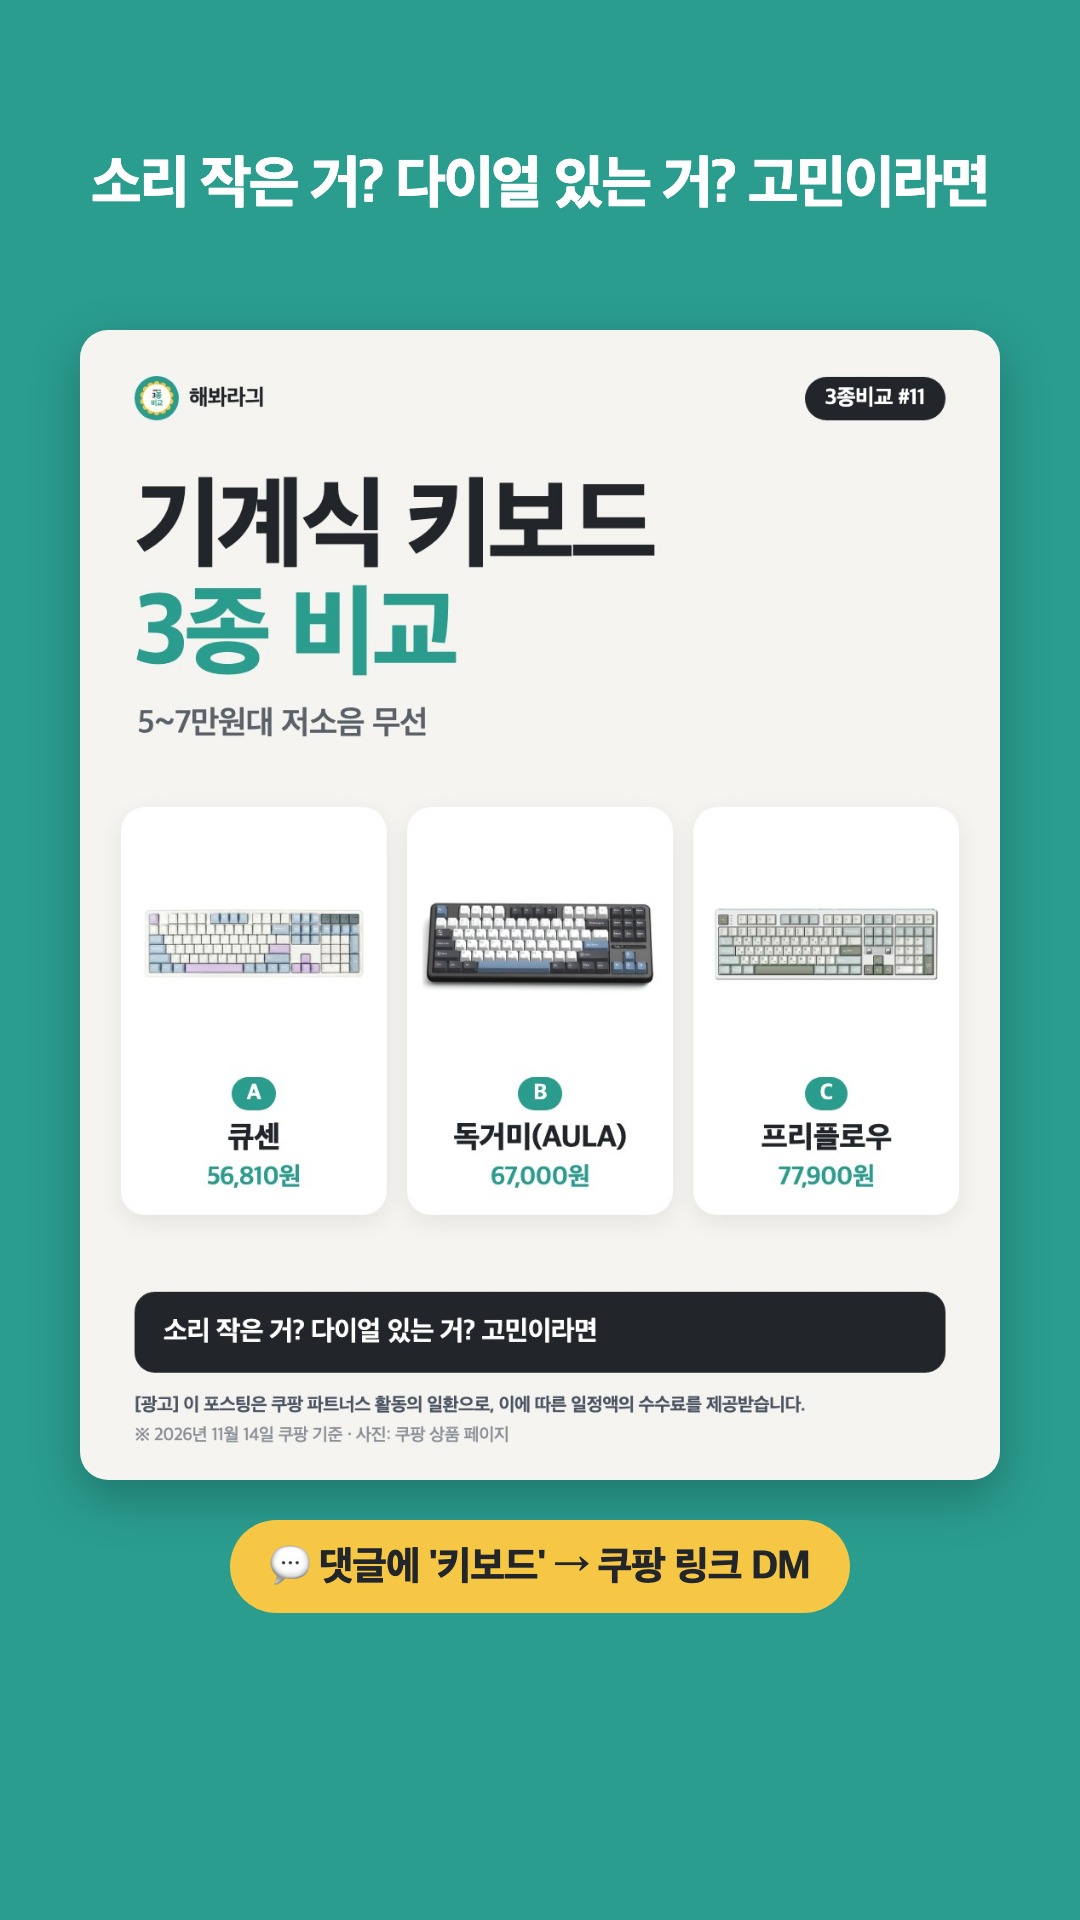 소리 작은 거? 다이얼 있는 거? 고민이라면
3종
비교
해봐라긔
3종비교 #11
기계식 키보드
3종 비교
5~7만원대 저소음 무선
A
큐센
56,810원
B
독거미(AULA)
67,000원
C
프리플로우
77,900원
소리 작은 거? 다이얼 있는 거? 고민이라면
[광고] 이 포스팅은 쿠팡 파트너스 활동의 일환으로, 이에 따른 일정액의 수수료를 제공받습니다.
※ 2026년 11월 14일 쿠팡 기준 · 사진: 쿠팡 상품 페이지
💬 댓글에 '키보드' → 쿠팡 링크 DM